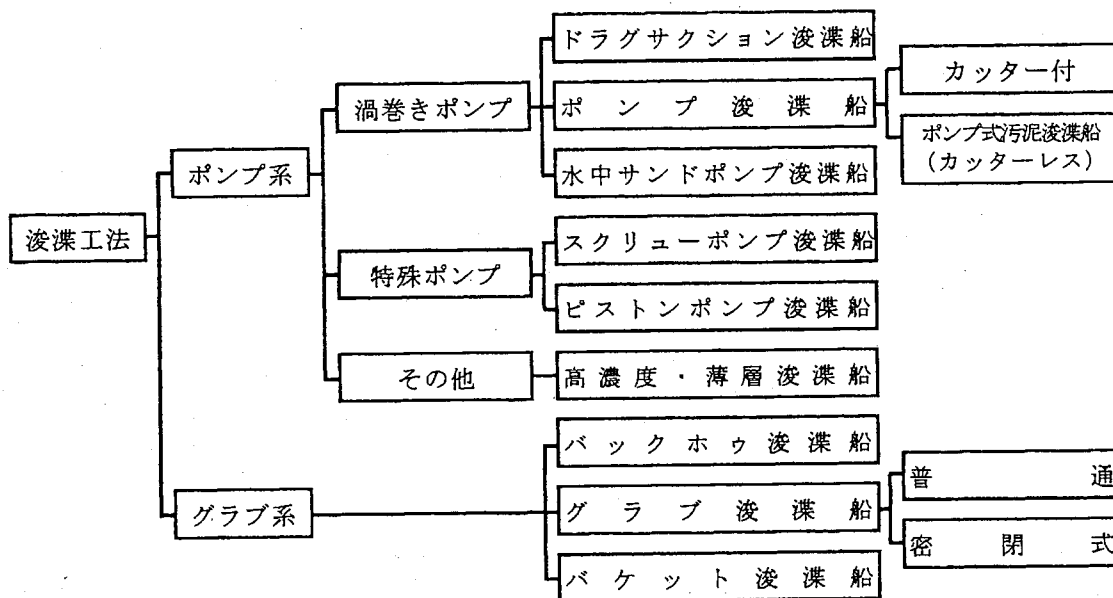 ドラグサクション浚渫船
カッター付
渦巻きポンプ
ポンプ浚渫船
ポンプ式汚泥浚渫船
(カッターレス)
ポンプ系
水中サンドポンプ浚渫船
浚渫工法
スクリューポンプ浚渫船
特殊ポンプ
ピストンポンプ浚渫船
その他
高濃度・薄層浚渫船
バックホゥ浚渫船
普通
グラブ系
グラブ浚渫船
密閉式
バケット浚渫船